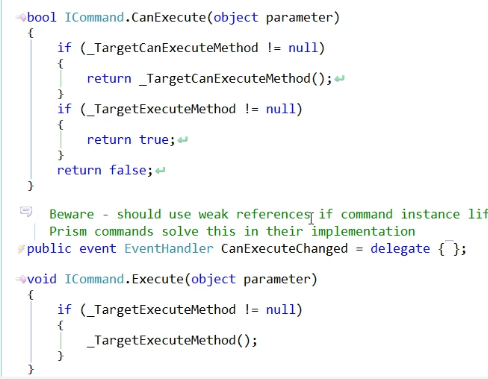 bool ICommand.CanExecute(object parameter)
{
if (_TargetCanExecuteMethod != null)
{
return _TargetCanExecuteMethod();
}
if (_TargetExecuteMethod != null)
{
return true;
}
return false;
}
Beware - should use weak references if command instance lif
Prism commands solve this in their implementation
public event EventHandler CanExecuteChanged = delegate { };
void ICommand.Execute(object parameter)
{
if (_TargetExecuteMethod != null)
{
_TargetExecuteMethod();
}
}